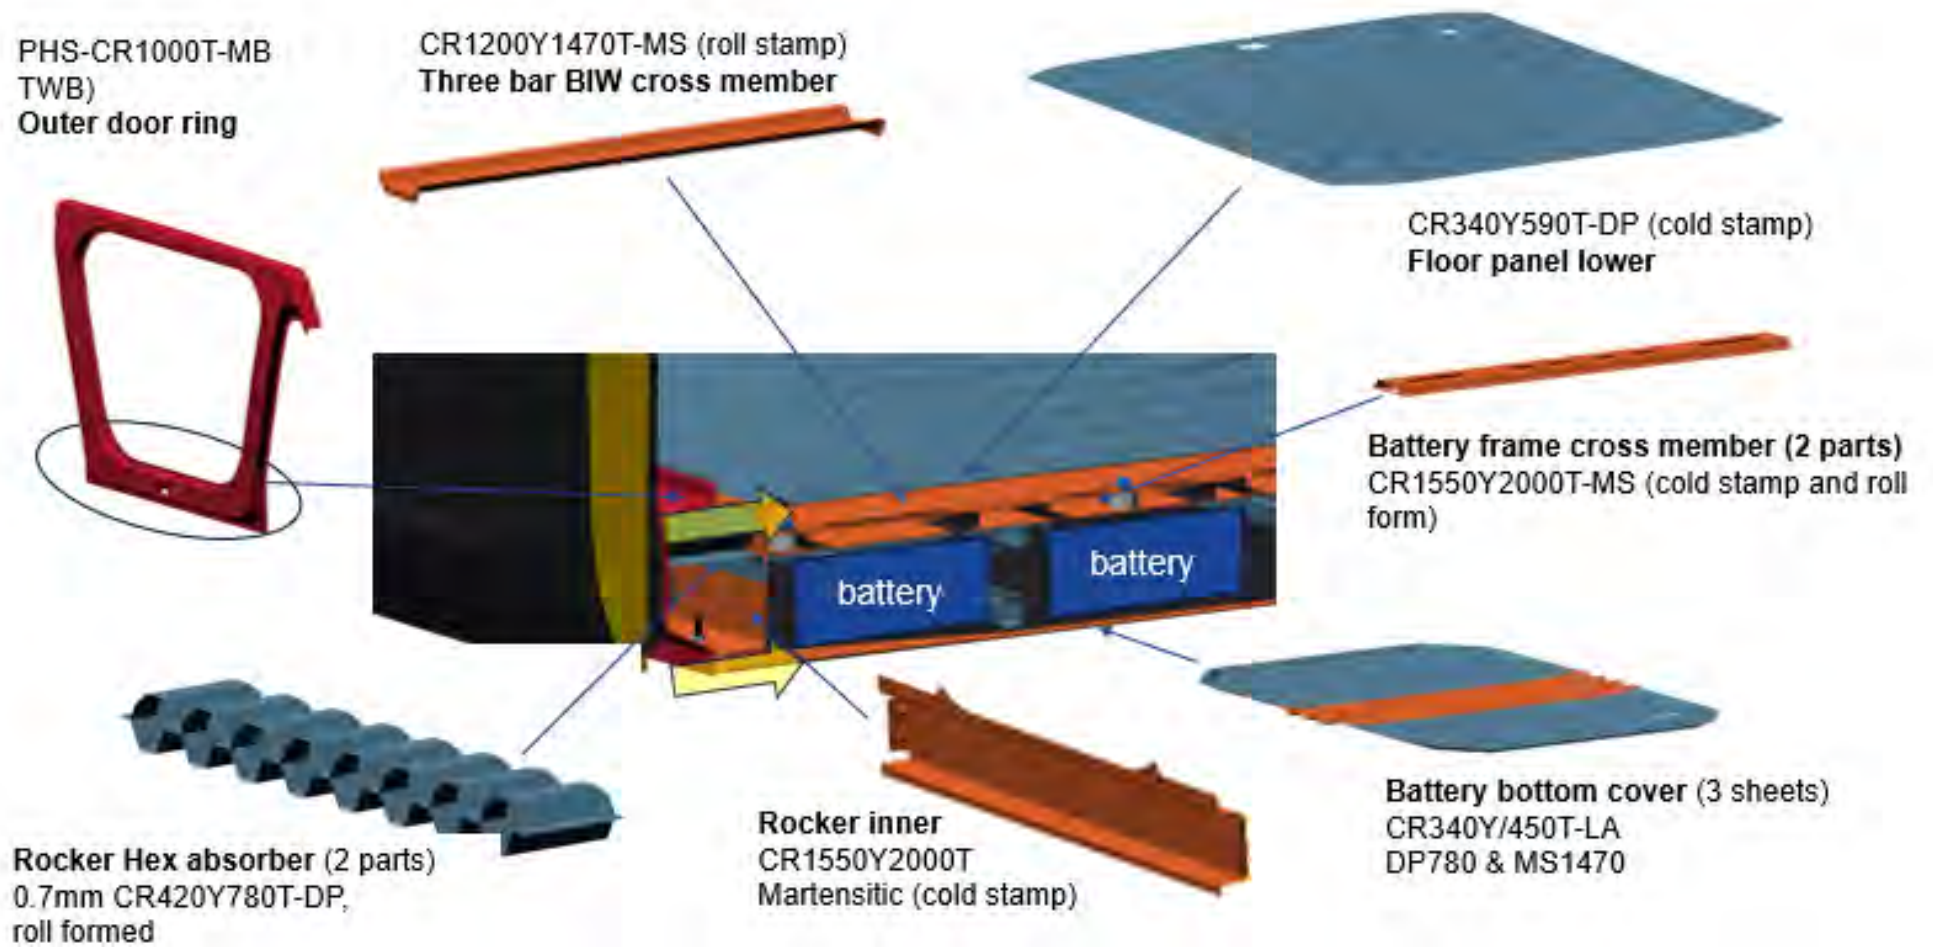 PHS-CR1000T-MB
TWB)
Outer door ring
CR1200Y1470T-MS (roll stamp)
Three bar BIW cross member
CR340Y590T-DP (cold stamp)
Floor panel lower
Battery frame cross member (2 parts)
CR1550Y2000T-MS (cold stamp and roll
form)
battery
battery
Rocker Hex absorber (2 parts)
0.7mm CR420Y780T-DP,
roll formed
Rocker inner
CR1550Y2000T
Martensitic (cold stamp)
Battery bottom cover (3 sheets)
CR340Y/450T-LA
DP780 & MS1470